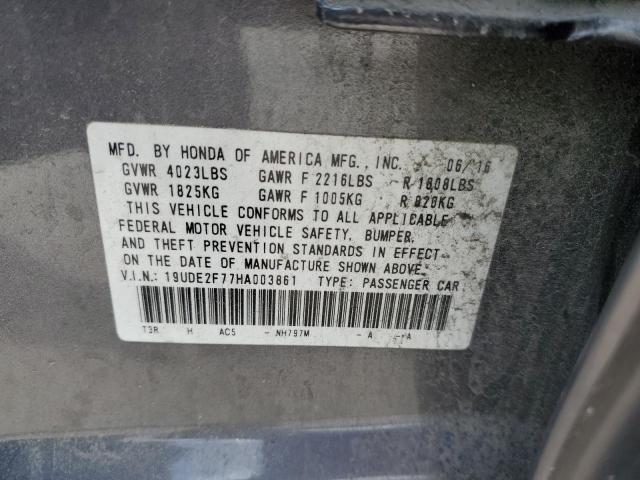 MFD. BY HONDA OF AMERICA MFG., INC. 06/16
GVWR 4023LBS GAWR F 2216LBS R 1808LBS
GVWR 1825KG GAWR F 1005KG R 820KG
THIS VEHICLE CONFORMS TO ALL APPLICABLE
FEDERAL MOTOR VEHICLE SAFETY, BUMPER,
AND THEFT PREVENTION STANDARDS IN EFFECT
ON THE DATE OF MANUFACTURE SHOWN ABOVE.
V.I.N.: 19UDE2F77HA003861 TYPE: PASSENGER CAR
T3R H AC5 - NH797M - A - A